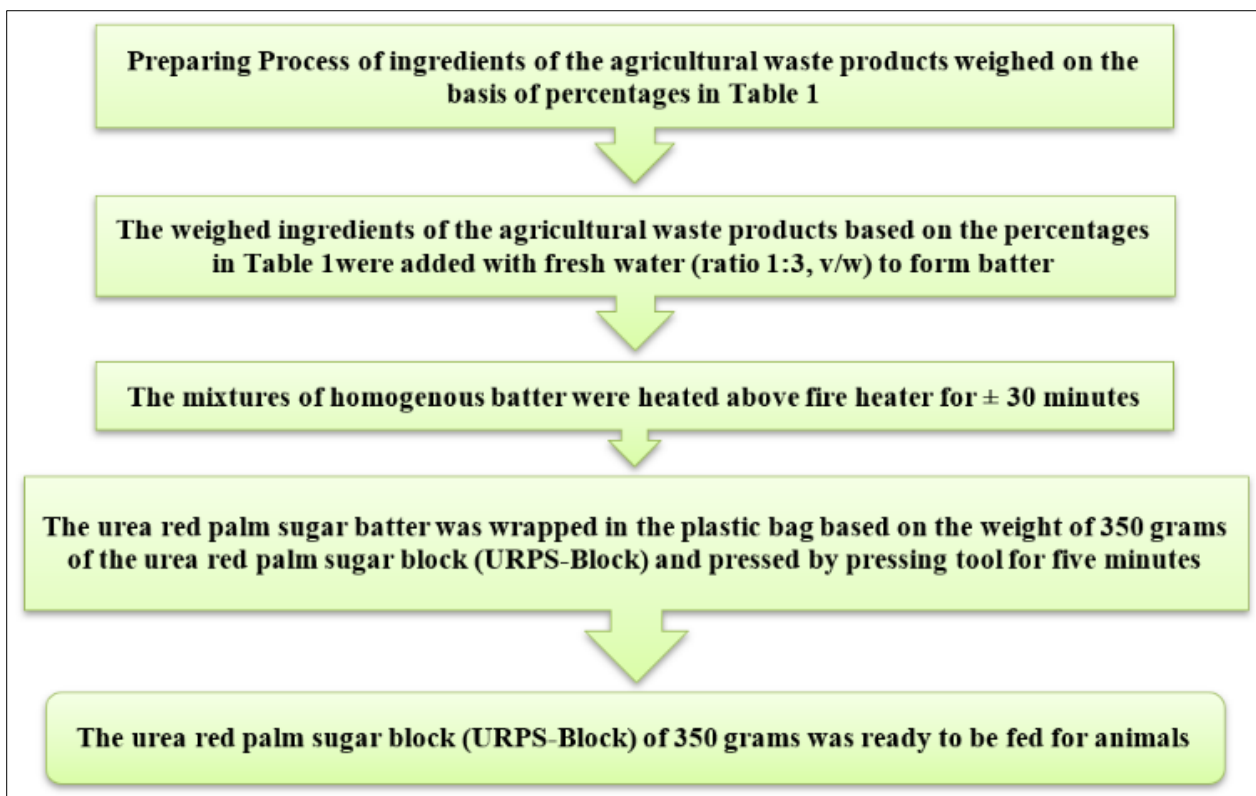 Preparing Process of ingredients of the agricultural waste products weighed on the
basis of percentages in Table 1
The weighed ingredients of the agricultural waste products based on the percentages
in Table 1were added with fresh water (ratio 1:3, v/w) to form batter
The mixtures of homogenous batter were heated above fire heater for ± 30 minutes
The urea red palm sugar batter was wrapped in the plastic bag based on the weight of 350 grams
of the urea red palm sugar block (URPS-Block) and pressed by pressing tool for five minutes
The urea red palm sugar block (URPS-Block) of 350 grams was ready to be fed for animals